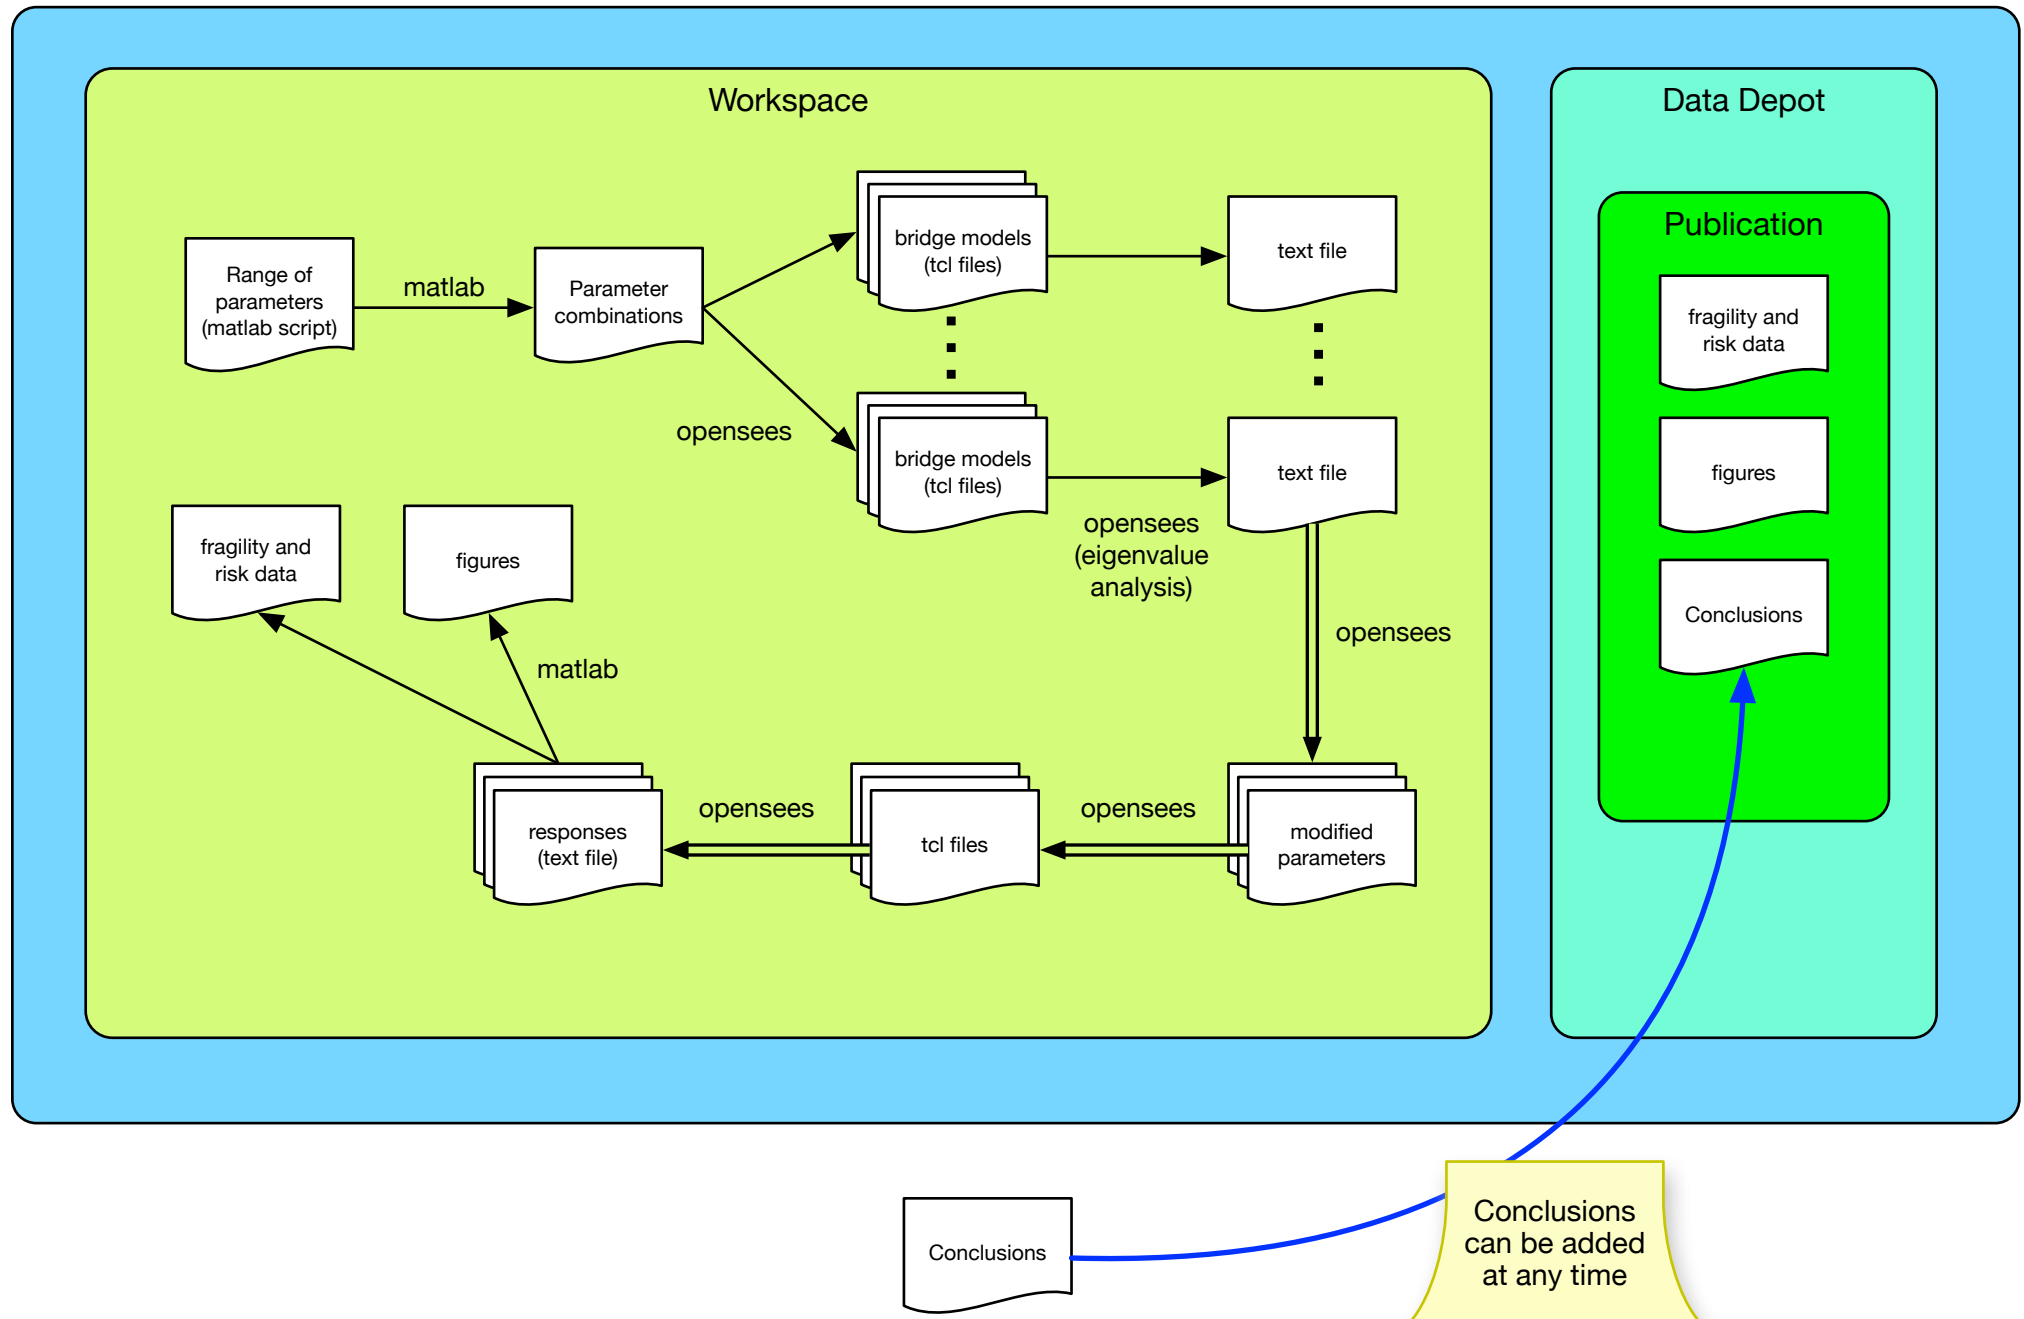 Workspace
Data Depot
Range of
parameters
(matlab script)
matlab
Parameter
combinations
bridge models
(tcl files)
text file
opensees
bridge models
(tcl files)
opensees
(eigenvalue
analysis)
text file
opensees
fragility and
risk data
figures
matlab
responses
(text file)
opensees
tcl files
opensees
modified
parameters
Publication
fragility and
risk data
figures
Conclusions
Conclusions
Conclusions
can be added
at any time